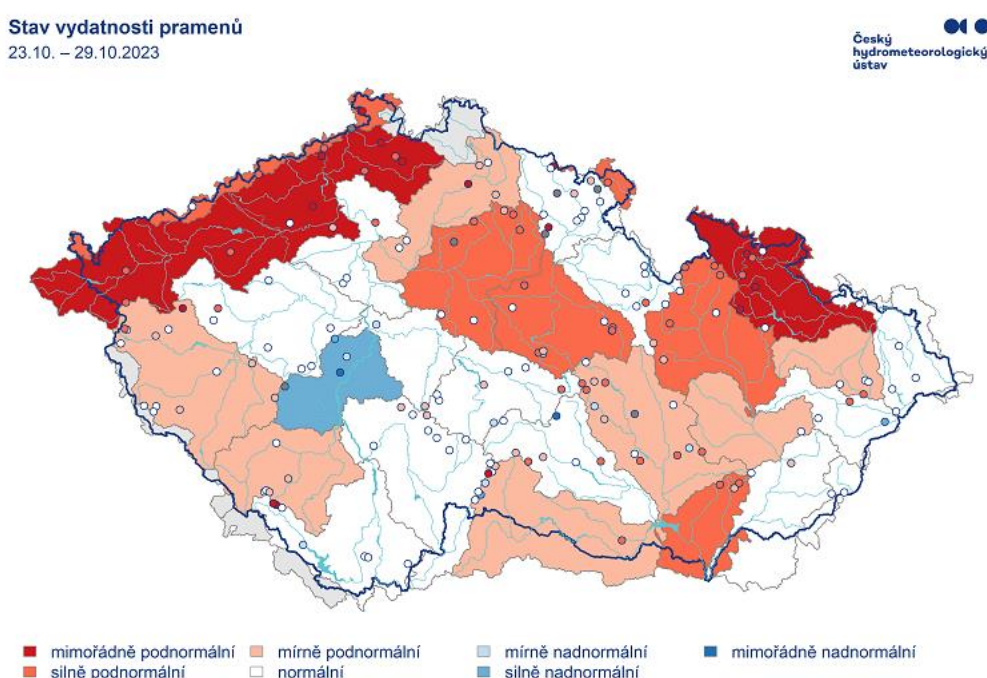 Stav vydatnosti pramenů
23.10. – 29.10.2023
Český
hydrometeorologický
ústav
mimořádně podnormální
mírně podnormální
mírně nadnormální
mimořádně nadnormální
silně podnormální
normální
silně nadnormální